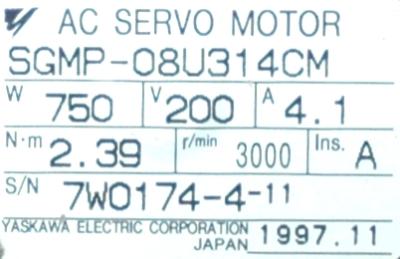 AC SERVO MOTOR
SGMP-08U314CM
W 750 V 200 A 4.1
N·m 2.39 r/min 3000 Ins. A
S/N 7W0174-4-11
YASKAWA ELECTRIC CORPORATION
JAPAN 1997.11